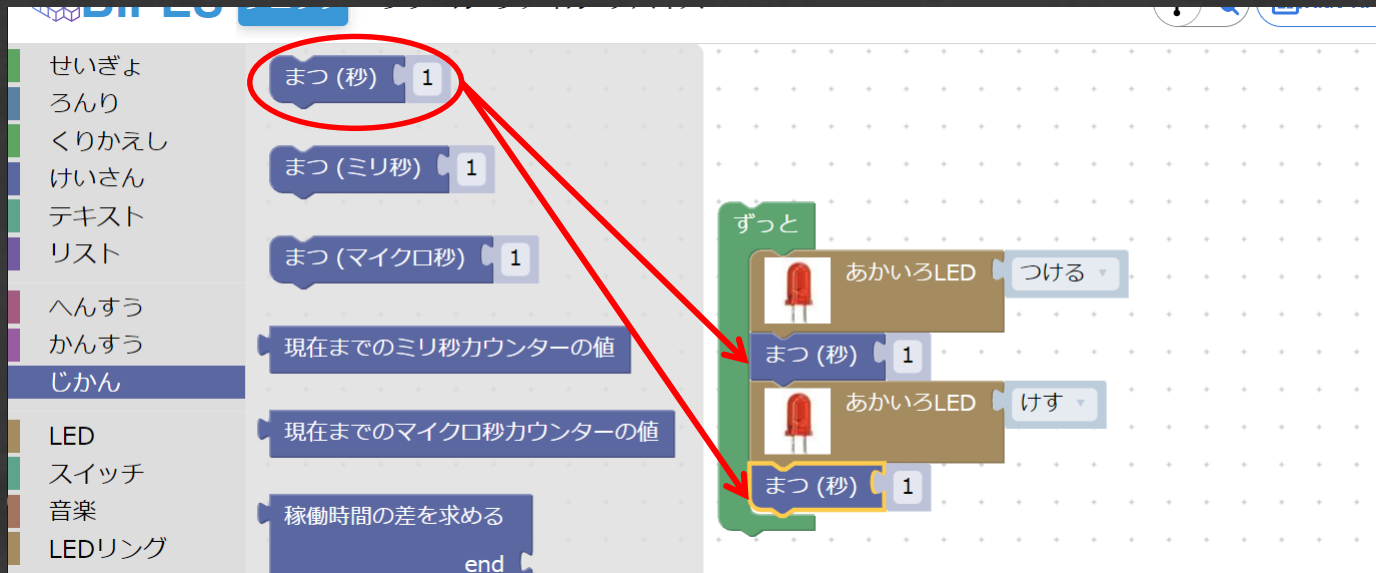 せいぎょ
ろんり
くりかえし
けいさん
テキスト
リスト
へんすう
かんすう
じかん
LED
スイッチ
音楽
LEDリング
まつ (秒) 1
まつ (ミリ秒) 1
まつ (マイクロ秒) 1
現在までのミリ秒カウンターの値
現在までのマイクロ秒カウンターの値
稼働時間の差を求める
end
ずっと
あかいろLED つける
まつ (秒) 1
あかいろLED けす
まつ (秒) 1